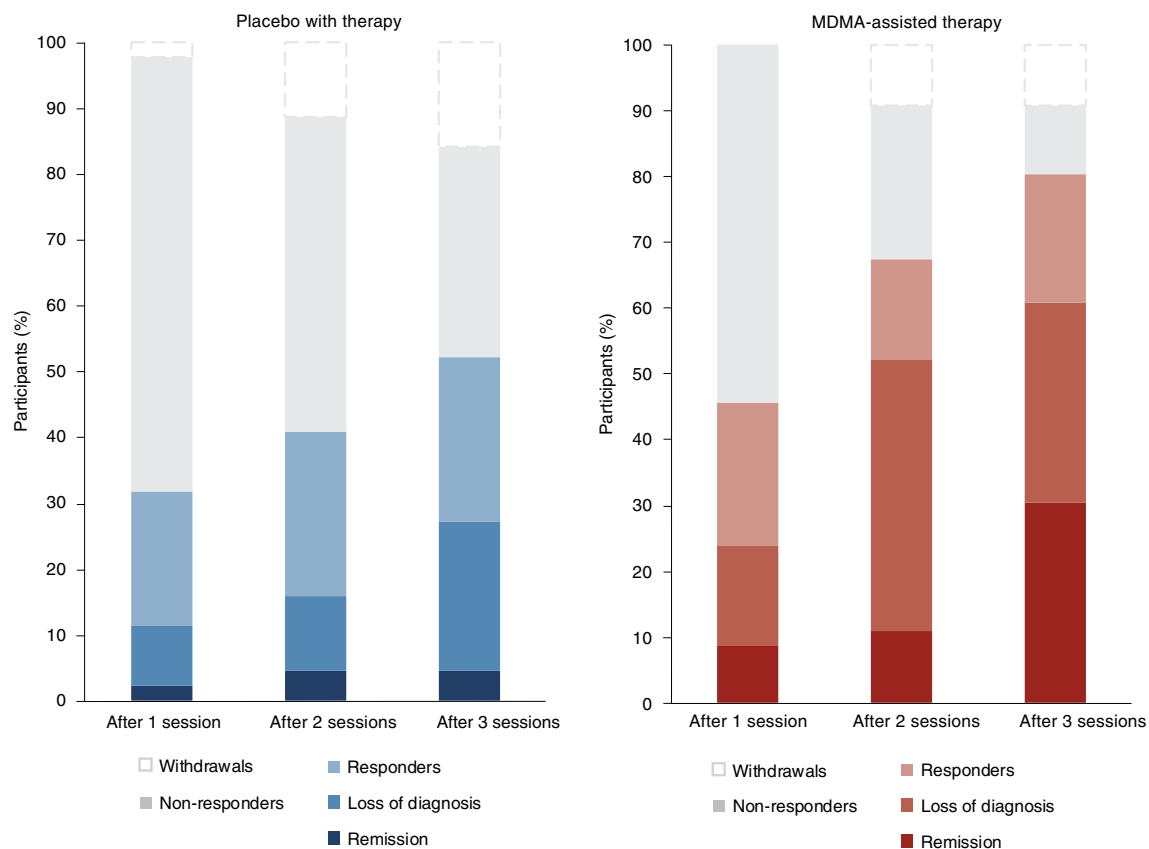 Placebo with therapy
Participants (%)
100
90
80
70
60
50
40
30
20
10
0
After 1 session
After 2 sessions
After 3 sessions
Withdrawals
Non-responders
Responders
Loss of diagnosis
Remission
MDMA-assisted therapy
Participants (%)
100
90
80
70
60
50
40
30
20
10
0
After 1 session
After 2 sessions
After 3 sessions
Withdrawals
Non-responders
Responders
Loss of diagnosis
Remission